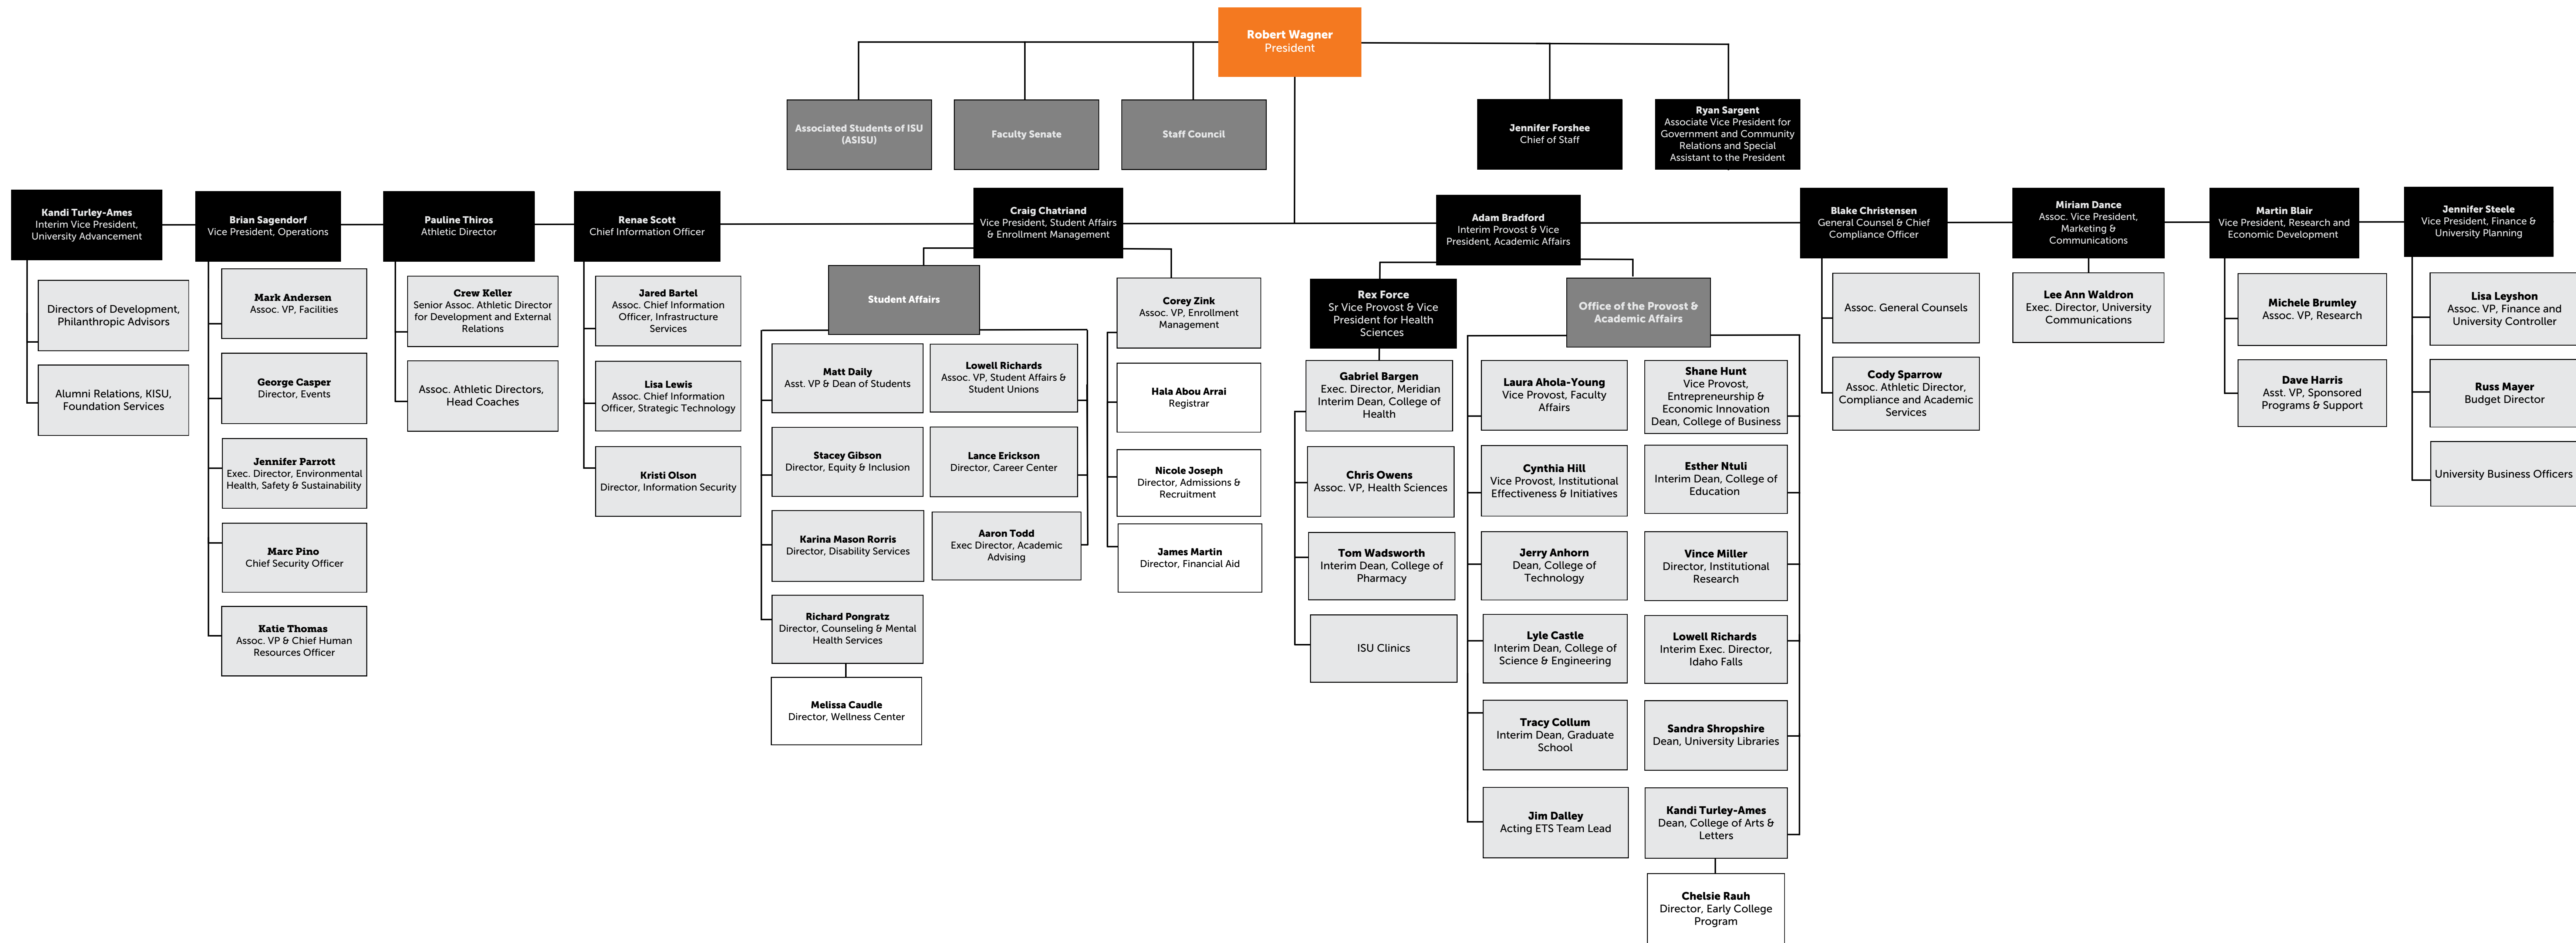 Robert Wagner
President
Associated Students of ISU
(ASISU)
Faculty Senate
Staff Council
Jennifer Forshee
Chief of Staff
Ryan Sargent
Associate Vice President for
Government and Community
Relations and Special
Assistant to the President
Kandi Turley-Ames
Interim Vice President,
University Advancement
Directors of Development,
Philanthropic Advisors
Alumni Relations, KISU,
Foundation Services
Brian Sagendorf
Vice President, Operations
Mark Andersen
Assoc. VP, Facilities
George Casper
Director, Events
Jennifer Parrott
Exec. Director, Environmental
Health, Safety & Sustainability
Marc Pino
Chief Security Officer
Katie Thomas
Assoc. VP & Chief Human
Resources Officer
Pauline Thiros
Athletic Director
Crew Keller
Senior Assoc. Athletic Director
for Development and External
Relations
Assoc. Athletic Directors,
Head Coaches
Renae Scott
Chief Information Officer
Jared Bartel
Assoc. Chief Information
Officer, Infrastructure
Services
Lisa Lewis
Assoc. Chief Information
Officer, Strategic Technology
Kristi Olson
Director, Information Security
Craig Chatriand
Vice President, Student Affairs
& Enrollment Management
Student Affairs
Matt Daily
Asst. VP & Dean of Students
Stacey Gibson
Director, Equity & Inclusion
Karina Mason Rorris
Director, Disability Services
Richard Pongratz
Director, Counseling & Mental
Health Services
Melissa Caudle
Director, Wellness Center
Lowell Richards
Assoc. VP, Student Affairs &
Student Unions
Lance Erickson
Director, Career Center
Aaron Todd
Exec Director, Academic
Advising
Corey Zink
Assoc. VP, Enrollment
Management
Hala Abou Arrai
Registrar
Nicole Joseph
Director, Admissions &
Recruitment
James Martin
Director, Financial Aid
Adam Bradford
Interim Provost & Vice
President, Academic Affairs
Rex Force
Sr Vice Provost & Vice
President for Health
Sciences
Gabriel Bargen
Exec. Director, Meridian
Interim Dean, College of
Health
Chris Owens
Assoc. VP, Health Sciences
Tom Wadsworth
Interim Dean, College of
Pharmacy
ISU Clinics
Office of the Provost &
Academic Affairs
Laura Ahola-Young
Vice Provost, Faculty
Affairs
Cynthia Hill
Vice Provost, Institutional
Effectiveness & Initiatives
Jerry Anhorn
Dean, College of
Technology
Lyle Castle
Interim Dean, College of
Science & Engineering
Tracy Collum
Interim Dean, Graduate
School
Jim Dalley
Acting ETS Team Lead
Shane Hunt
Vice Provost,
Entrepreneurship &
Economic Innovation
Dean, College of Business
Esther Ntuli
Interim Dean, College of
Education
Vince Miller
Director, Institutional
Research
Lowell Richards
Interim Exec. Director,
Idaho Falls
Sandra Shropshire
Dean, University Libraries
Kandi Turley-Ames
Dean, College of Arts &
Letters
Chelsie Rauh
Director, Early College
Program
Blake Christensen
General Counsel & Chief
Compliance Officer
Assoc. General Counsels
Cody Sparrow
Assoc. Athletic Director,
Compliance and Academic
Services
Miriam Dance
Assoc. Vice President,
Marketing &
Communications
Lee Ann Waldron
Exec. Director, University
Communications
Martin Blair
Vice President, Research and
Economic Development
Michele Brumley
Assoc. VP, Research
Dave Harris
Asst. VP, Sponsored
Programs & Support
Jennifer Steele
Vice President, Finance &
University Planning
Lisa Leyshon
Assoc. VP, Finance and
University Controller
Russ Mayer
Budget Director
University Business Officers